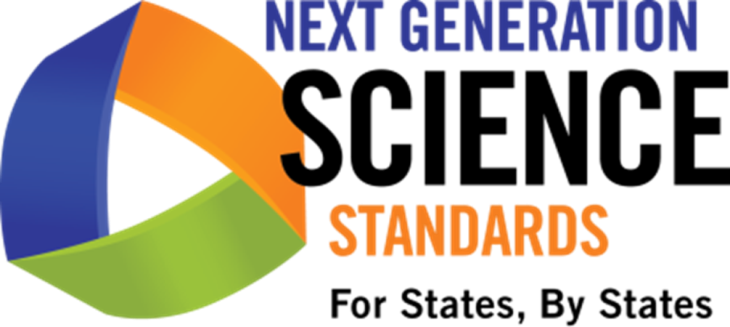 NEXT GENERATION
SCIENCE
STANDARDS
For States, By States